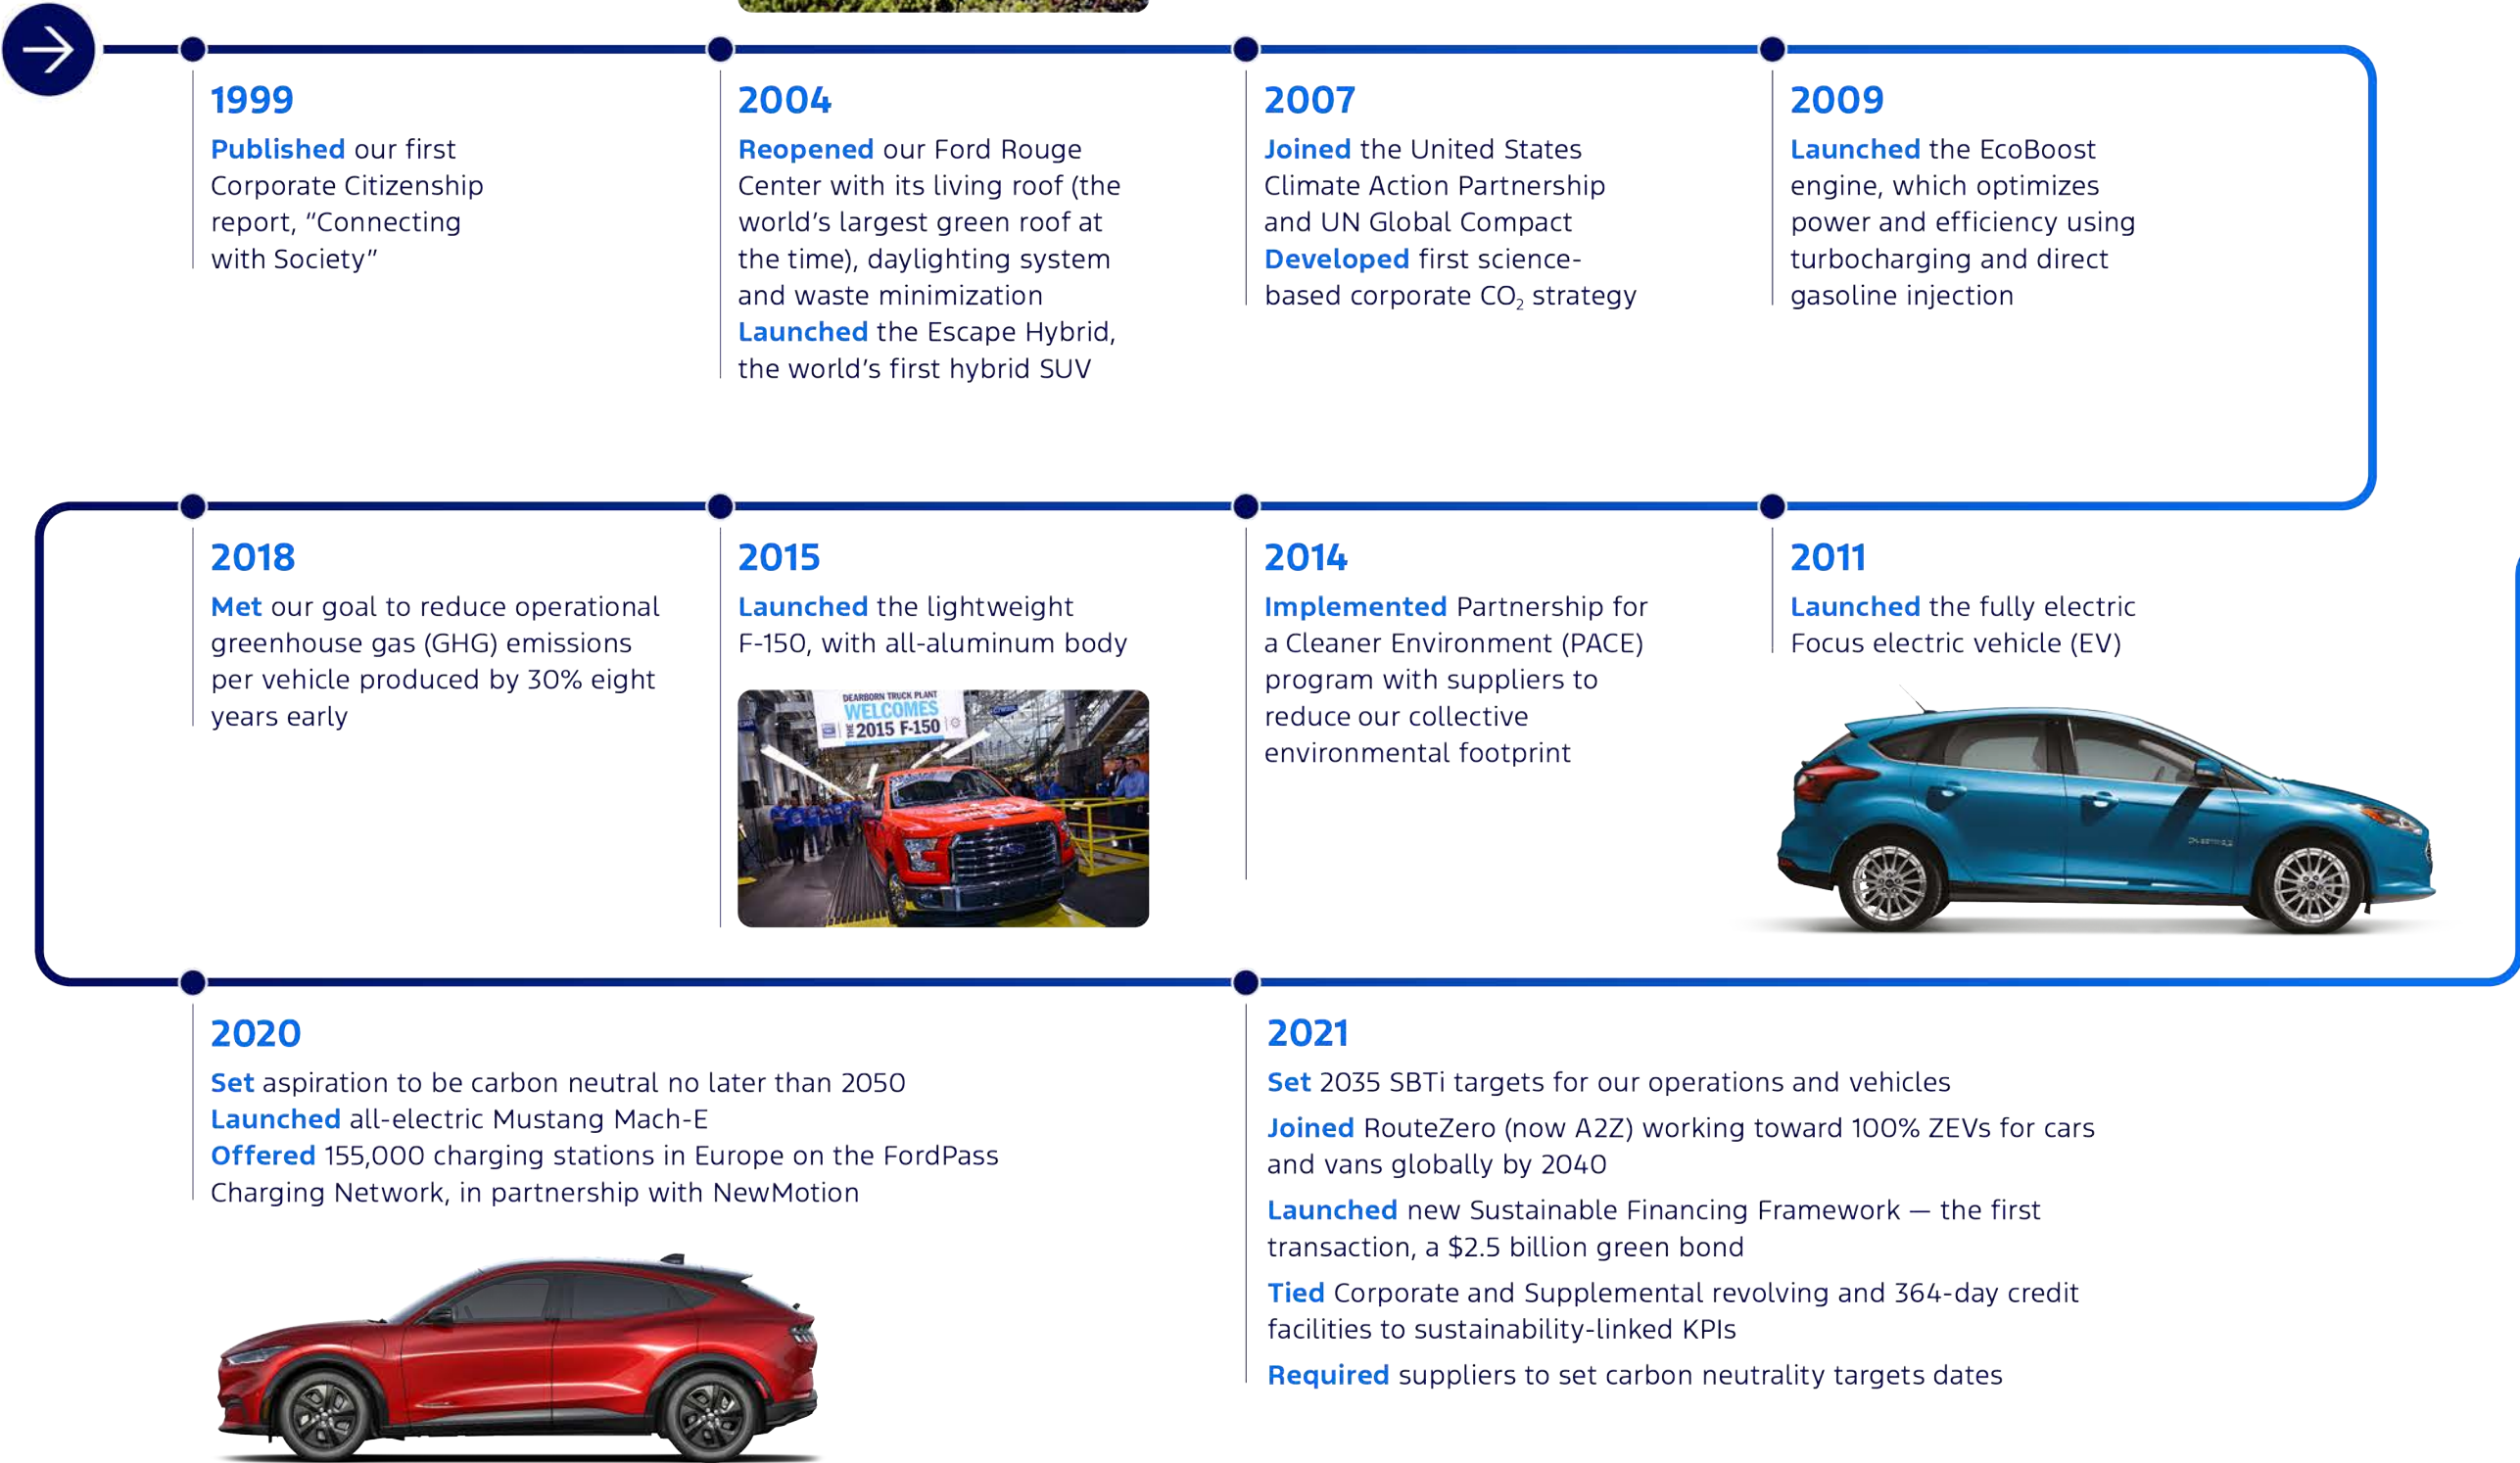 1999
Published our first
Corporate Citizenship
report, “Connecting
with Society”
2004
Reopened our Ford Rouge
Center with its living roof (the
world’s largest green roof at
the time), daylighting system
and waste minimization
Launched the Escape Hybrid,
the world’s first hybrid SUV
2007
Joined the United States
Climate Action Partnership
and UN Global Compact
Developed first science-
based corporate CO₂ strategy
2009
Launched the EcoBoost
engine, which optimizes
power and efficiency using
turbocharging and direct
gasoline injection
2011
Launched the fully electric
Focus electric vehicle (EV)
2014
Implemented Partnership for
a Cleaner Environment (PACE)
program with suppliers to
reduce our collective
environmental footprint
2015
Launched the lightweight
F-150, with all-aluminum body
DEARBORN TRUCK PLANT
WELCOMES
THE 2015 F-150
2018
Met our goal to reduce operational
greenhouse gas (GHG) emissions
per vehicle produced by 30% eight
years early
2020
Set aspiration to be carbon neutral no later than 2050
Launched all-electric Mustang Mach-E
Offered 155,000 charging stations in Europe on the FordPass
Charging Network, in partnership with NewMotion
2021
Set 2035 SBTi targets for our operations and vehicles
Joined RouteZero (now A2Z) working toward 100% ZEVs for cars
and vans globally by 2040
Launched new Sustainable Financing Framework — the first
transaction, a $2.5 billion green bond
Tied Corporate and Supplemental revolving and 364-day credit
facilities to sustainability-linked KPIs
Required suppliers to set carbon neutrality targets dates